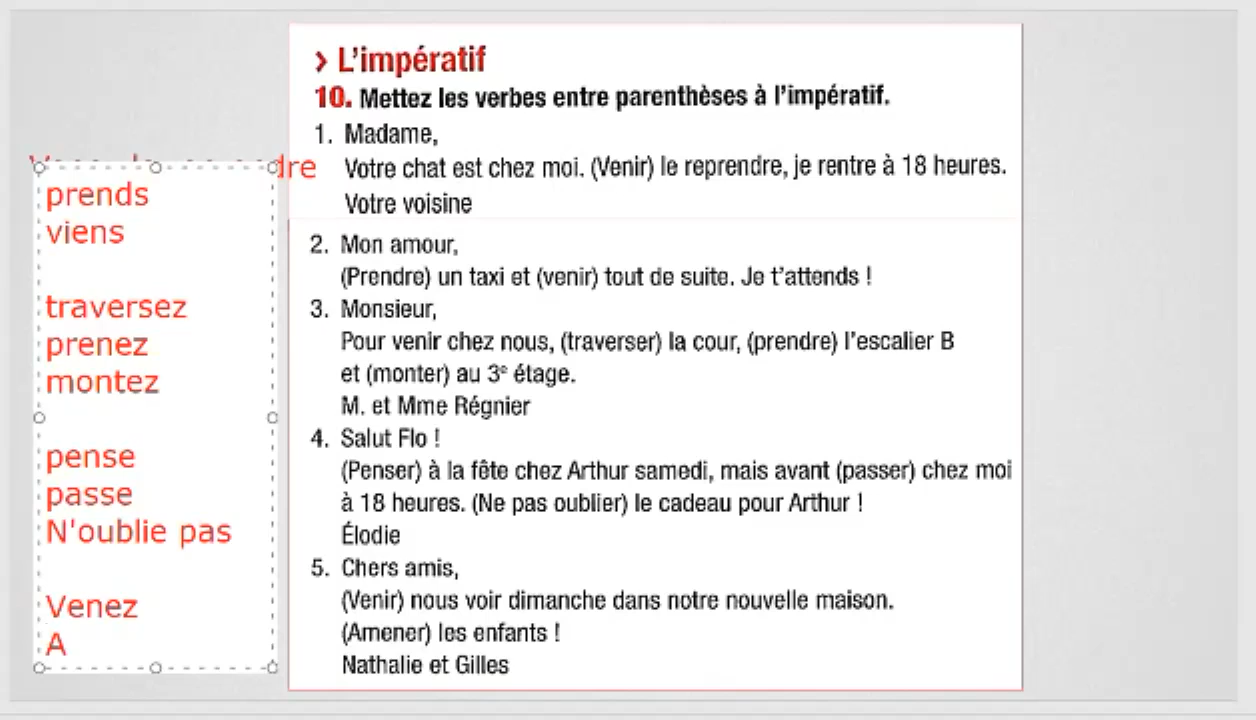 › L'impératif
10. Mettez les verbes entre parenthèses à l'impératif.
1. Madame,
Votre chat est chez moi. (Venir) le reprendre, je rentre à 18 heures.
Votre voisine
2. Mon amour,
(Prendre) un taxi et (venir) tout de suite. Je t'attends !
3. Monsieur,
Pour venir chez nous, (traverser) la cour, (prendre) l'escalier B
et (monter) au 3e étage.
M. et Mme Régnier
4. Salut Flo !
(Penser) à la fête chez Arthur samedi, mais avant (passer) chez moi
à 18 heures. (Ne pas oublier) le cadeau pour Arthur !
Élodie
5. Chers amis,
(Venir) nous voir dimanche dans notre nouvelle maison.
(Amener) les enfants !
Nathalie et Gilles
prends
viens
traversez
prenez
montez
pense
passe
N'oublie pas
Venez
A